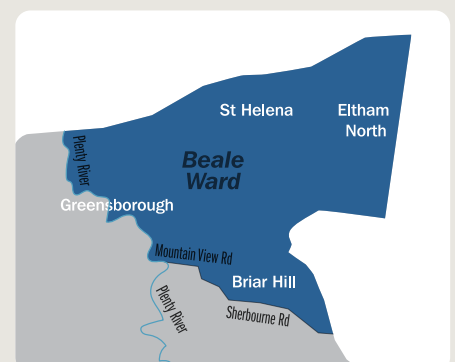 St Helena
Eltham
North
Plenty River
Beale
Ward
Greensborough
Mountain View Rd
Briar Hill
Plenty River
Sherbourne Rd